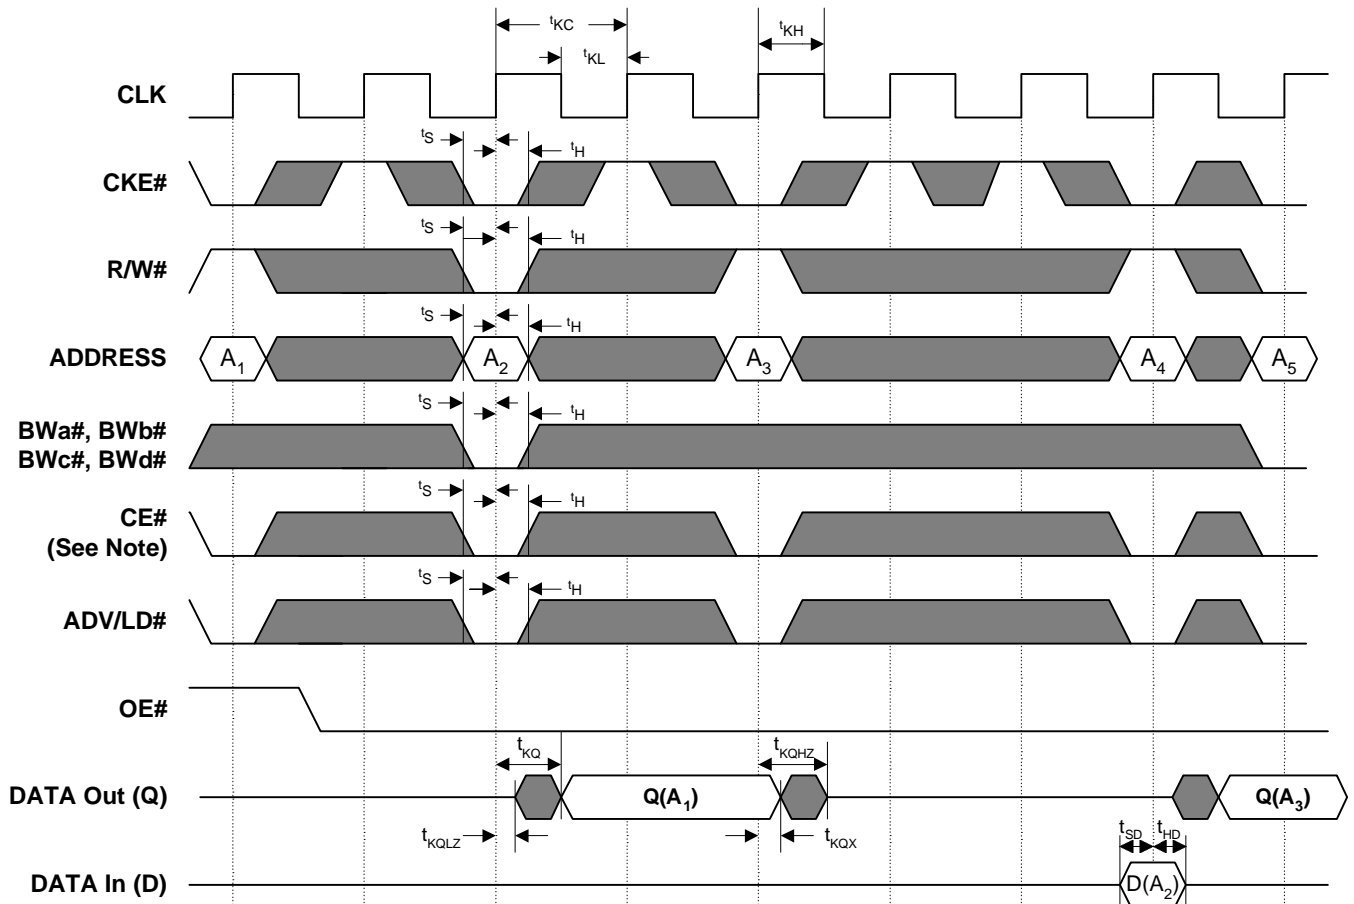 tKC
tKH
tKL
CLK
tS
tH
CKE#
tS
tH
R/W#
tS
tH
ADDRESS
A1
A2
A3
A4
A5
tS
tH
BWa#, BWb#
BWc#, BWd#
tS
tH
CE#
(See Note)
tS
tH
ADV/LD#
OE#
tKQ
tKQHZ
DATA Out (Q)
Q(A1)
Q(A3)
tKQLZ
tKQX
tSD
tHD
DATA In (D)
D(A2)